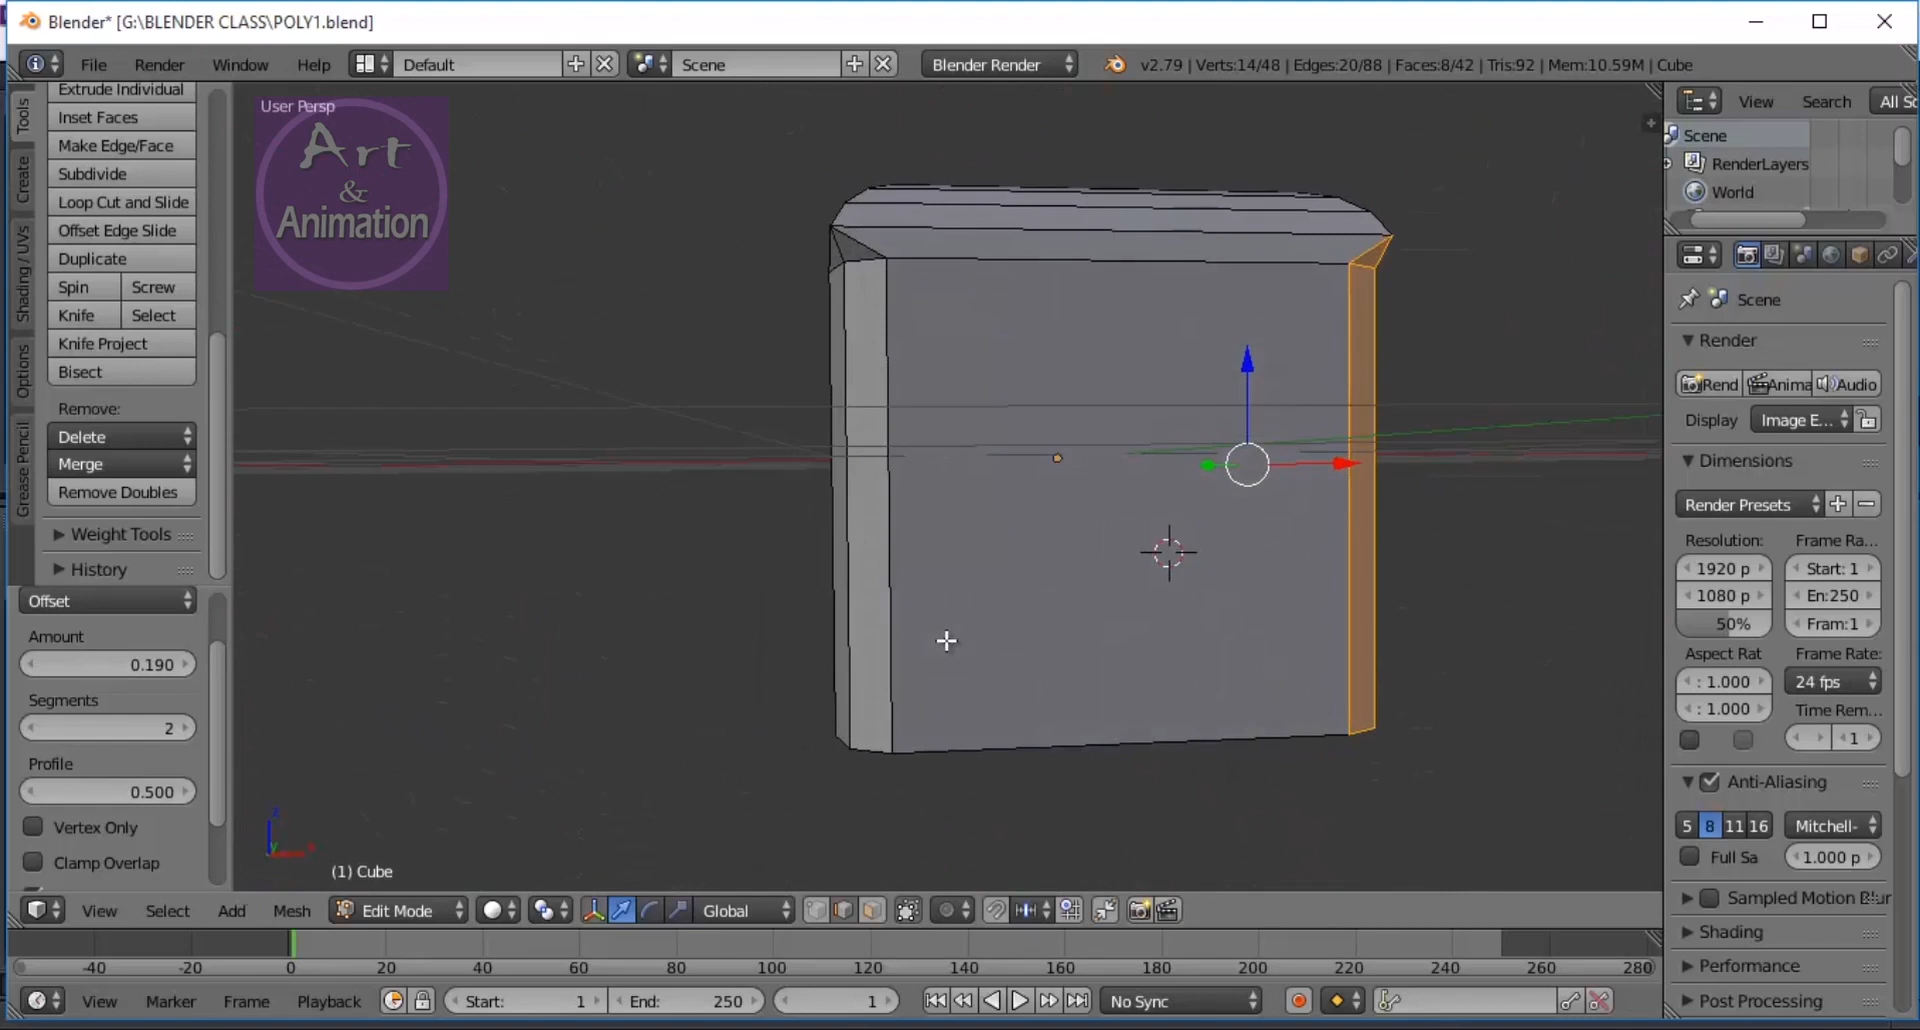 Blender* [G:\BLENDER CLASS\POLY1.blend]
File Render Window Help Default Scene Blender Render v2.79 | Verts:14/48 | Edges:20/88 | Faces:8/42 | Tris:92 | Mem:10.59M | Cube
Tools
Create
Shading / UVs
Options
Grease Pencil
Extrude Individual
Inset Faces
Make Edge/Face
Subdivide
Loop Cut and Slide
Offset Edge Slide
Duplicate
Spin Screw
Knife Select
Knife Project
Bisect
Remove:
Delete
Merge
Remove Doubles
Weight Tools
History
Offset
Amount
0.190
Segments
2
Profile
0.500
Vertex Only
Clamp Overlap
User Persp
Art
&
Animation
(1) Cube
View Search All Sc
Scene
RenderLayers
World
Scene
Render
Rend Anima Audio
Display Image E...
Dimensions
Render Presets
Resolution: Frame Ra...
1920 p Start: 1
1080 p En:250
50% Fram:1
Aspect Rat Frame Rate:
: 1.000 24 fps
: 1.000 Time Rem...
1
Anti-Aliasing
5 8 11 16 Mitchell-
Full Sa 1.000 p
Sampled Motion Blur
Shading
Performance
Post Processing
View Select Add Mesh Edit Mode Global
-40 -20 0 20 40 60 80 100 120 140 160 180 200 220 240 260 280
View Marker Frame Playback Start: 1 End: 250 1 No Sync